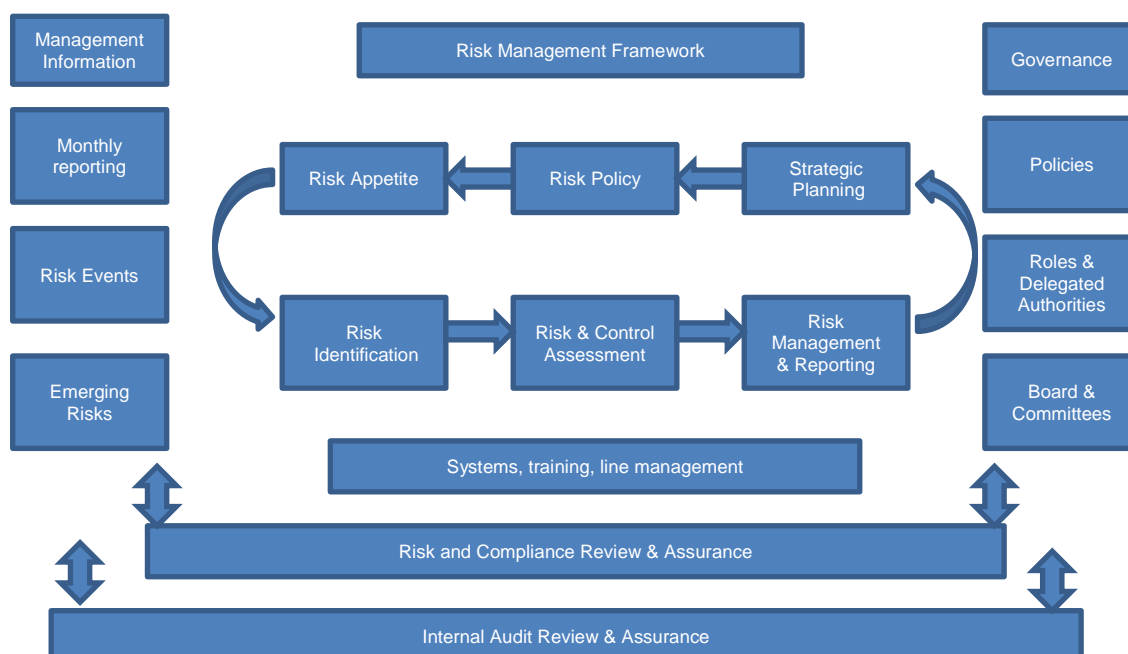 Management
Information
Risk Management Framework
Governance
Monthly
reporting
Risk Appetite
Risk Policy
Strategic
Planning
Policies
Risk Events
Roles &
Delegated
Authorities
Risk
Identification
Risk & Control
Assessment
Risk
Management
& Reporting
Emerging
Risks
Board &
Committees
Systems, training, line management
Risk and Compliance Review & Assurance
Internal Audit Review & Assurance